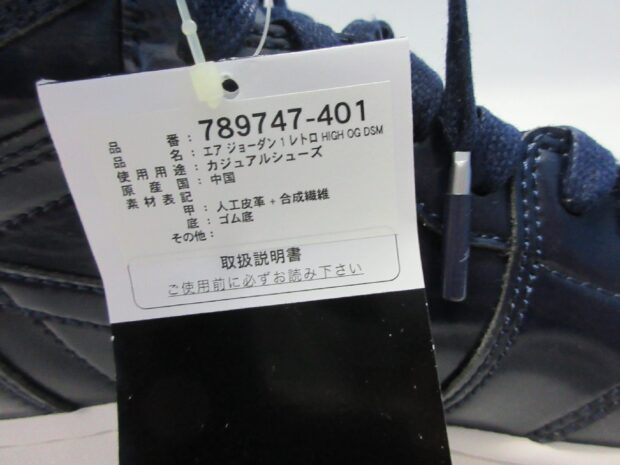 品番:789747-401
品名:エア ジョーダン 1 レトロ HIGH OG DSM
使用用途:カジュアルシューズ
原産国:中国
素材表記
甲:人工皮革 + 合成繊維
底:ゴム底
その他:
取扱説明書
ご使用前に必ずお読み下さい